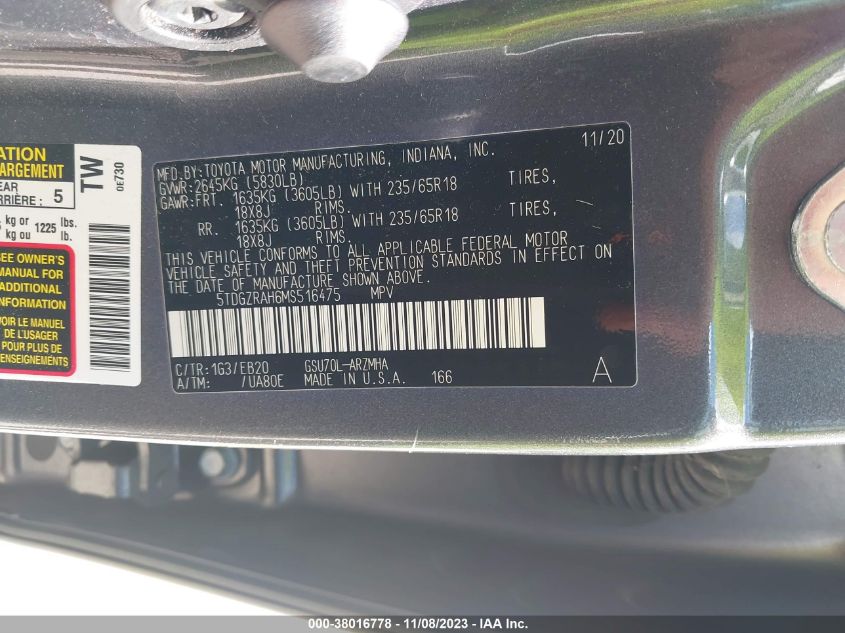 ATION
CHARGEMENT
EAR
ARRIÈRE : 5
kg or 1225 lbs.
kg ou lb.
SEE OWNER'S
MANUAL FOR
ADDITIONAL
INFORMATION
VOIR LE MANUEL
DE L'USAGER
POUR PLUS DE
RENSEIGNEMENTS
TW
0E730
11/20
MFD.BY:TOYOTA MOTOR MANUFACTURING, INDIANA, INC.
GVWR:2645KG (5830LB)
GAWR:FRT. 1635KG (3605LB) WITH 235/65R18 TIRES,
18X8J RIMS.
RR. 1635KG (3605LB) WITH 235/65R18 TIRES,
18X8J RIMS.
THIS VEHICLE CONFORMS TO ALL APPLICABLE FEDERAL MOTOR
VEHICLE SAFETY AND THEFT PREVENTION STANDARDS IN EFFECT ON
THE DATE OF MANUFACTURE SHOWN ABOVE.
5TDGZRAH6MS516475 MPV
C/TR:1G3/EB20 GSU70L-ARZMHA
A/TM: /UA80E MADE IN U.S.A. 166 A
000-38016778 - 11/08/2023 - IAA Inc.